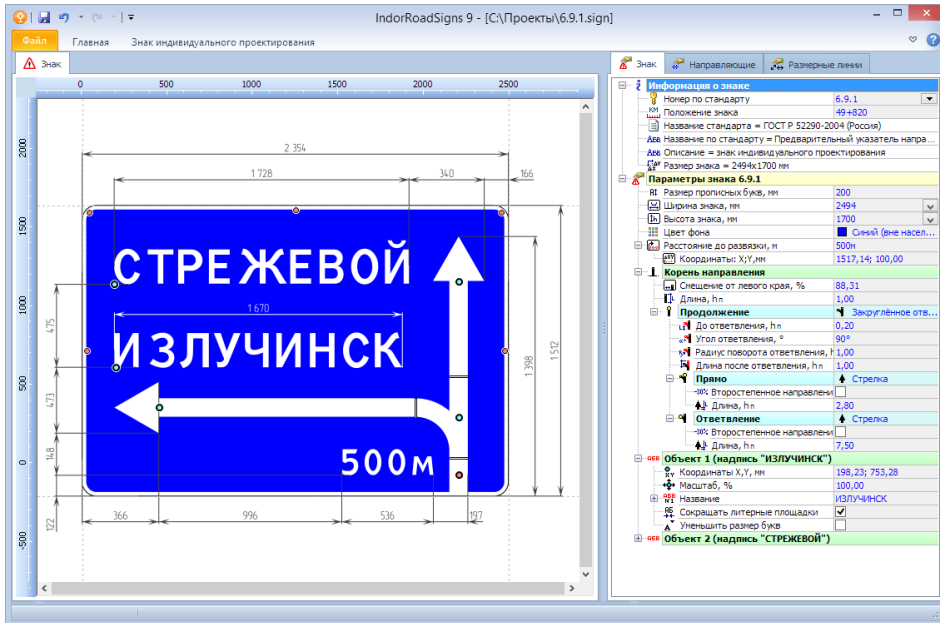 IndorRoadSigns 9 - [C:\Проекты\6.9.1.sign]
Файл Главная Знак индивидуального проектирования
Знак
0 500 1000 1500 2000 2500
2000 1500 1000 500 0 -500
2 354
1 728 340 166
СТРЕЖЕВОЙ
1 670
ИЗЛУЧИНСК
500м
475 473 148 122
1 398 1 512
366 996 536 197
Знак Направляющие Размерные линии
Информация о знаке
Номер по стандарту 6.9.1
Положение знака 49+820
Название стандарта = ГОСТ Р 52290-2004 (Россия)
Название по стандарту = Предварительный указатель напра...
Описание = знак индивидуального проектирования
Размер знака = 2494x1700 мм
Параметры знака 6.9.1
Размер прописных букв, мм 200
Ширина знака, мм 2494
Высота знака, мм 1700
Цвет фона Синий (вне насел...
Расстояние до развязки, м 500м
Координаты: X;Y,мм 1517,14; 100,00
Корень направления
Смещение от левого края, % 88,31
Длина, hп 1,00
Продолжение Закруглённое отв...
До ответвления, hп 0,20
Угол ответвления, ° 90°
Радиус поворота ответвления, h 1,00
Длина после ответвления, hп 1,00
Прямо Стрелка
Второстепенное направлени
Длина, hп 2,80
Ответвление Стрелка
Второстепенное направлени
Длина, hп 7,50
Объект 1 (надпись "ИЗЛУЧИНСК")
Координаты X,Y, мм 198,23; 753,28
Масштаб, % 100,00
Название ИЗЛУЧИНСК
Сокращать литерные площадки
Уменьшить размер букв
Объект 2 (надпись "СТРЕЖЕВОЙ")